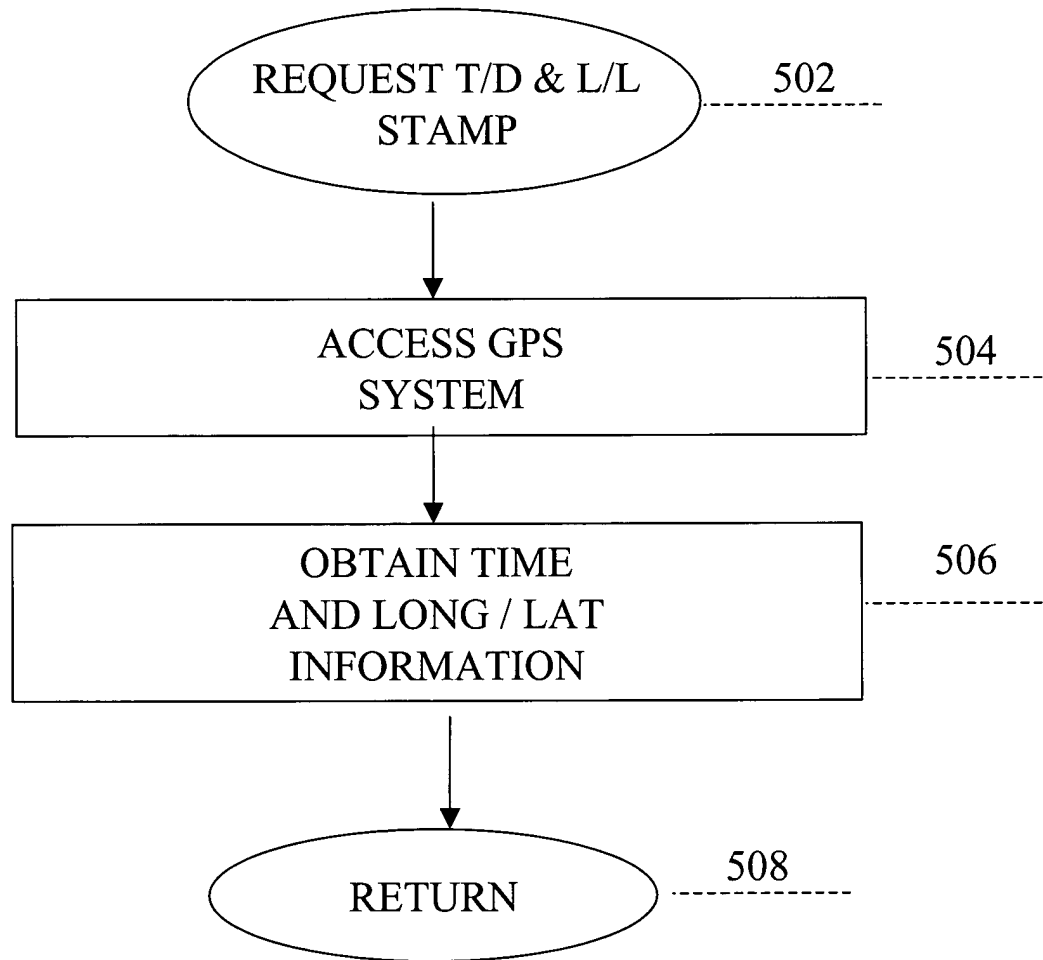 REQUEST T/D & L/L
STAMP
502
ACCESS GPS
SYSTEM
504
OBTAIN TIME
AND LONG / LAT
INFORMATION
506
RETURN
508